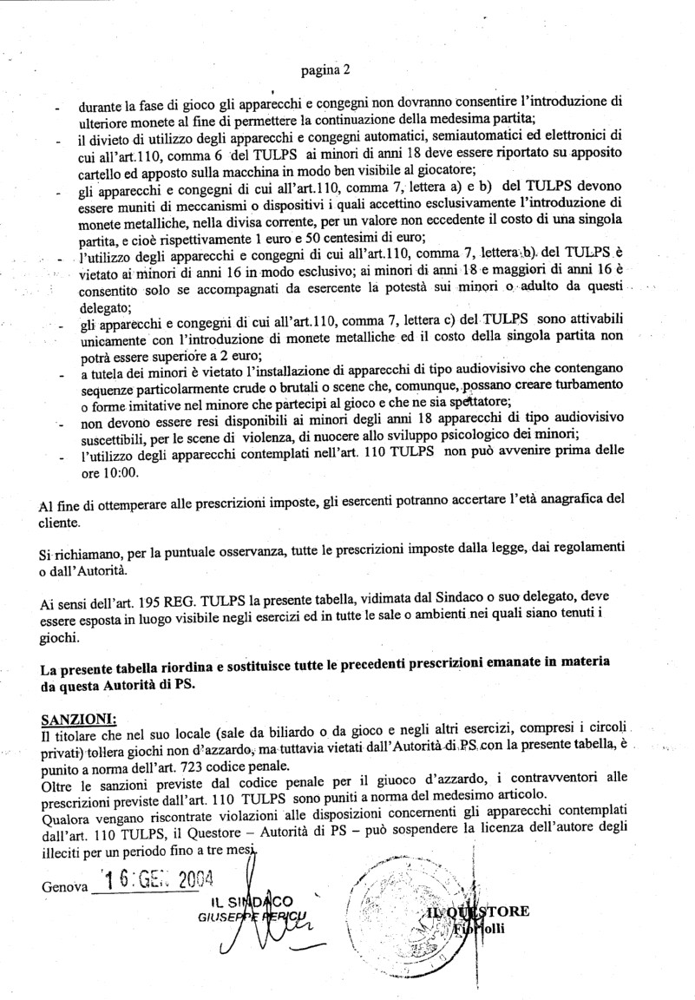 pagina 2
- durante la fase di gioco gli apparecchi e congegni non dovranno consentire l'introduzione di
ulteriore monete al fine di permettere la continuazione della medesima partita;
- il divieto di utilizzo degli apparecchi e congegni automatici, semiautomatici ed elettronici di
cui all'art.110, comma 6 del TULPS ai minori di anni 18 deve essere riportato su apposito
cartello ed apposto sulla macchina in modo ben visibile al giocatore;
- gli apparecchi e congegni di cui all'art.110, comma 7, lettera a) e b) del TULPS devono
essere muniti di meccanismi o dispositivi i quali accettino esclusivamente l'introduzione di
monete metalliche, nella divisa corrente, per un valore non eccedente il costo di una singola
partita, e cioè rispettivamente 1 euro e 50 centesimi di euro;
- l'utilizzo degli apparecchi e congegni di cui all'art.110, comma 7, lettera b) del TULPS è
vietato ai minori di anni 16 in modo esclusivo; ai minori di anni 18 e maggiori di anni 16 è
consentito solo se accompagnati da esercente la potestà sui minori o adulto da questi
delegato;
- gli apparecchi e congegni di cui all'art.110, comma 7, lettera c) del TULPS sono attivabili
unicamente con l'introduzione di monete metalliche ed il costo della singola partita non
potrà essere superiore a 2 euro;
- a tutela dei minori è vietato l'installazione di apparecchi di tipo audiovisivo che contengano
sequenze particolarmente crude o brutali o scene che, comunque, possano creare turbamento
o forme imitative nel minore che partecipi al gioco e che ne sia spettatore;
- non devono essere resi disponibili ai minori degli anni 18 apparecchi di tipo audiovisivo
suscettibili, per le scene di violenza, di nuocere allo sviluppo psicologico dei minori;
- l'utilizzo degli apparecchi contemplati nell'art. 110 TULPS non può avvenire prima delle
ore 10:00.
Al fine di ottemperare alle prescrizioni imposte, gli esercenti potranno accertare l'età anagrafica del
cliente.
Si richiamano, per la puntuale osservanza, tutte le prescrizioni imposte dalla legge, dai regolamenti
o dall'Autorità.
Ai sensi dell'art. 195 REG. TULPS la presente tabella, vidimata dal Sindaco o suo delegato, deve
essere esposta in luogo visibile negli esercizi ed in tutte le sale o ambienti nei quali siano tenuti i
giochi.
La presente tabella riordina e sostituisce tutte le precedenti prescrizioni emanate in materia
da questa Autorità di PS.
SANZIONI:
Il titolare che nel suo locale (sale da biliardo o da gioco e negli altri esercizi, compresi i circoli
privati) tollera giochi non d'azzardo, ma tuttavia vietati dall'Autorità di PS con la presente tabella, è
punito a norma dell'art. 723 codice penale.
Oltre le sanzioni previste dal codice penale per il giuoco d'azzardo, i contravventori alle
prescrizioni previste dall'art. 110 TULPS sono puniti a norma del medesimo articolo.
Qualora vengano riscontrate violazioni alle disposizioni concernenti gli apparecchi contemplati
dall'art. 110 TULPS, il Questore – Autorità di PS – può sospendere la licenza dell'autore degli
illeciti per un periodo fino a tre mesi.
Genova 16 GEN 2004
IL SINDACO
GIUSEPPE PERICU
IL QUESTORE
Fiorolli